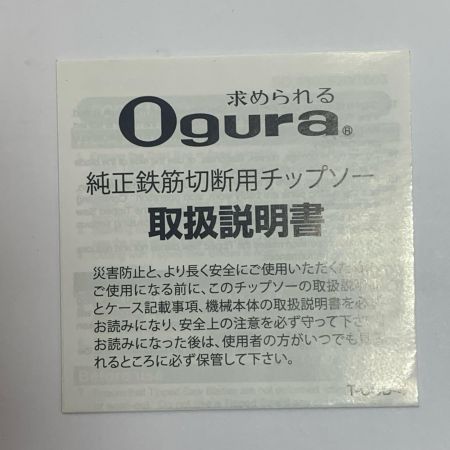 求められる
Ogura®
純正鉄筋切断用チップソー
取扱説明書
災害防止と、より長く安全にご使用いただくた
ご使用になる前に、このチップソーの取扱説明
とケース記載事項、機械本体の取扱説明書を必
お読みになり、安全上の注意を必ず守って下さ
お読みになった後は、使用者の方がいつでも見
れるところに必ず保管して下さい。